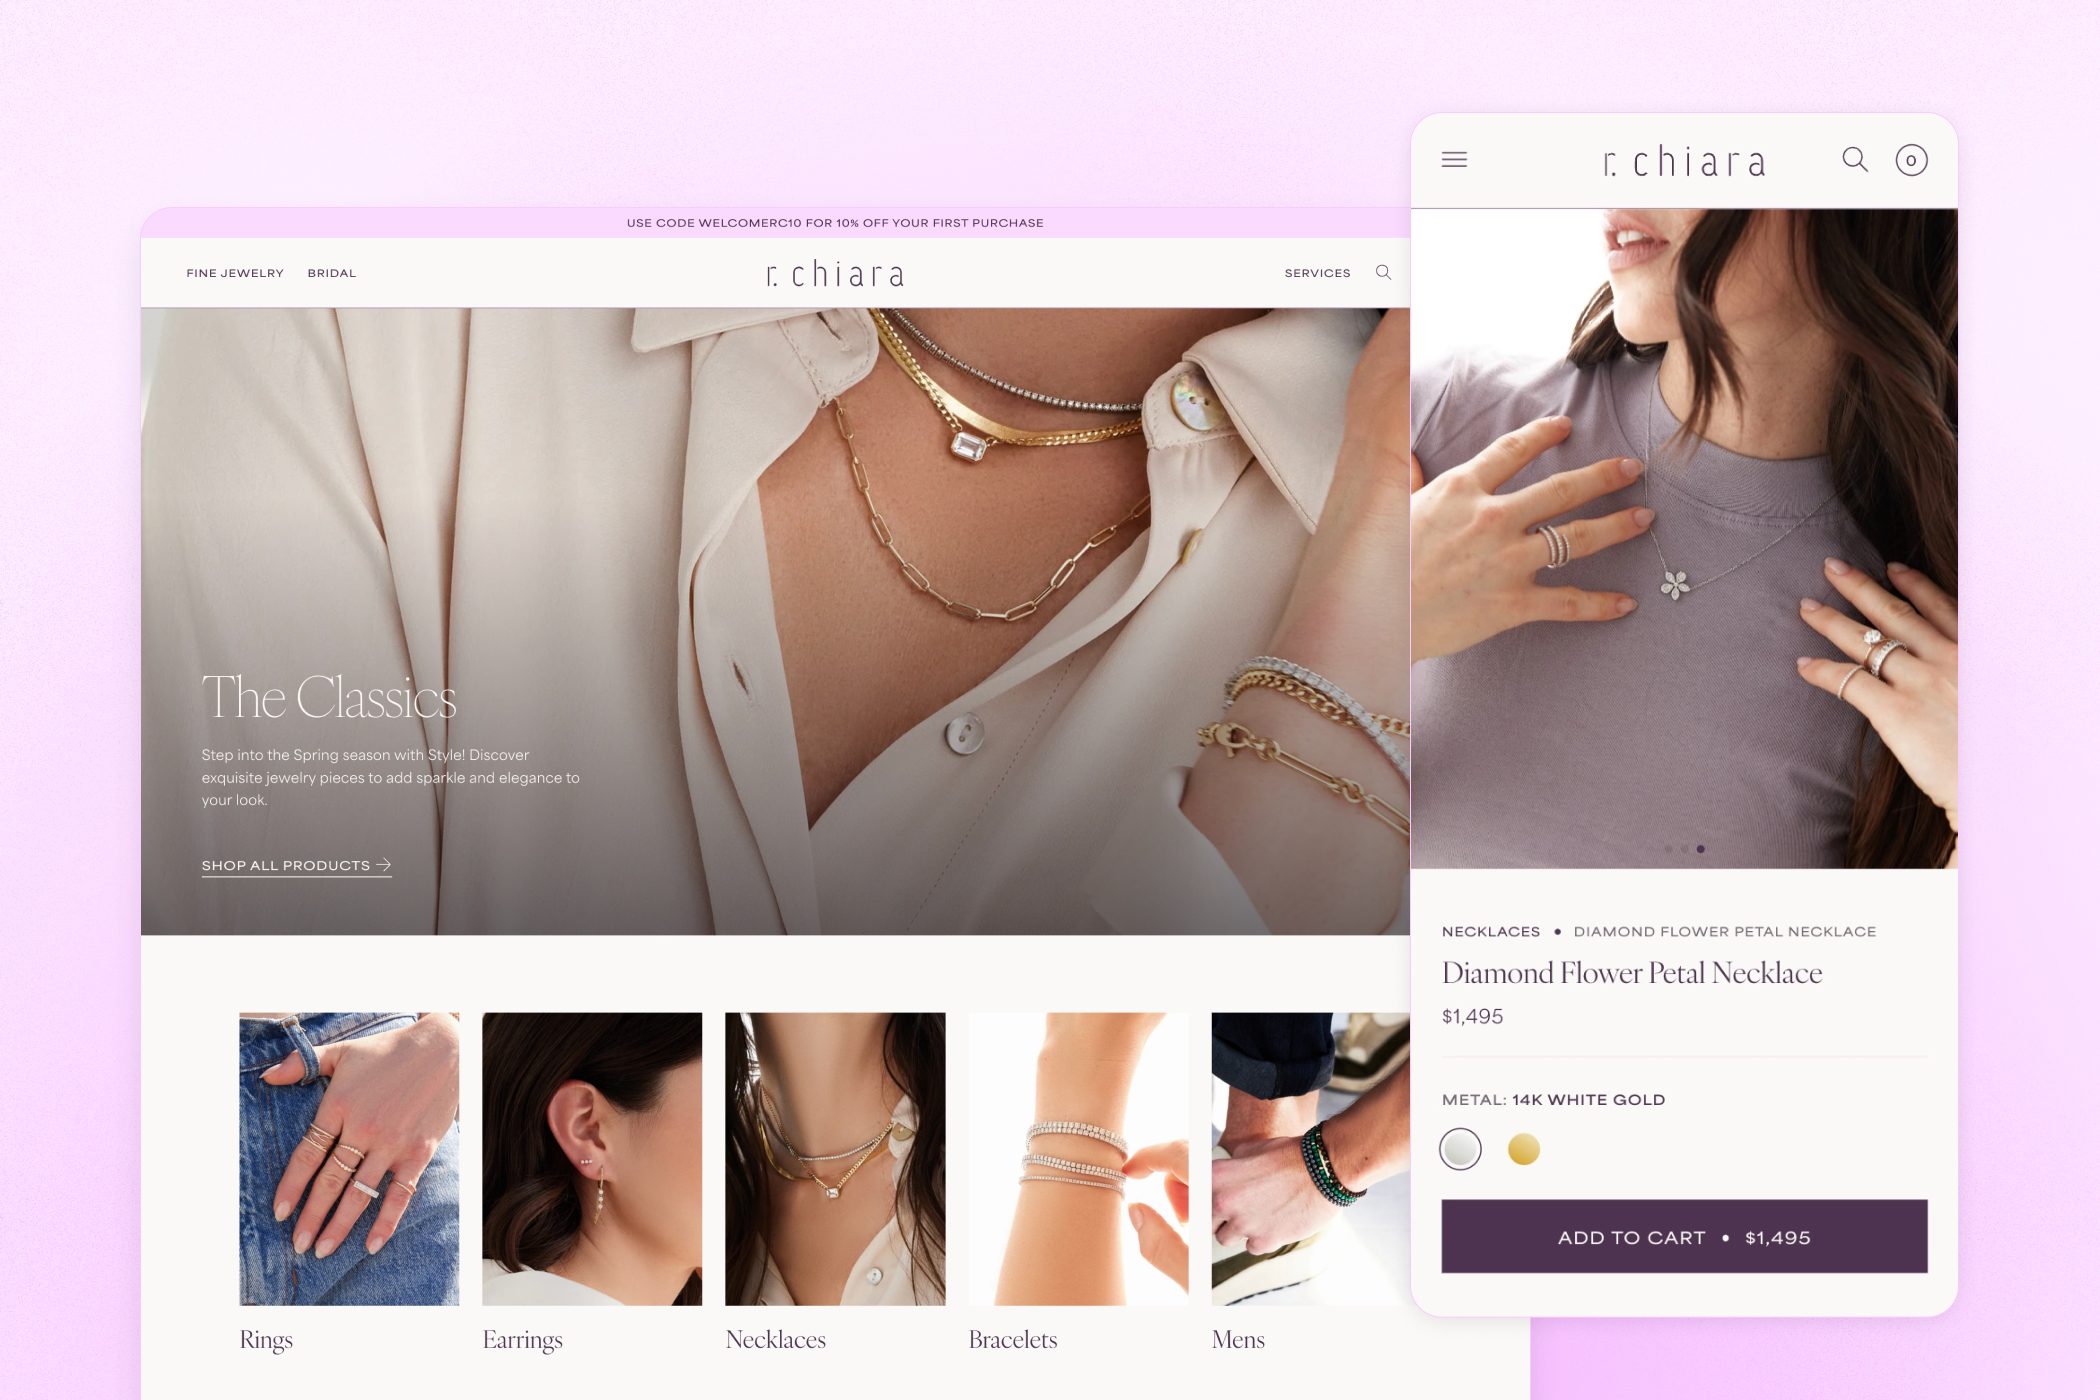 USE CODE WELCOMERC10 FOR 10% OFF YOUR FIRST PURCHASE
FINE JEWELRY BRIDAL
r. chiara
SERVICES
The Classics
Step into the Spring season with Style! Discover
exquisite jewelry pieces to add sparkle and elegance to
your look.
SHOP ALL PRODUCTS
Rings
Earrings
Necklaces
Bracelets
Mens
r. chiara
0
NECKLACES • DIAMOND FLOWER PETAL NECKLACE
Diamond Flower Petal Necklace
$1,495
METAL: 14K WHITE GOLD
ADD TO CART • $1,495